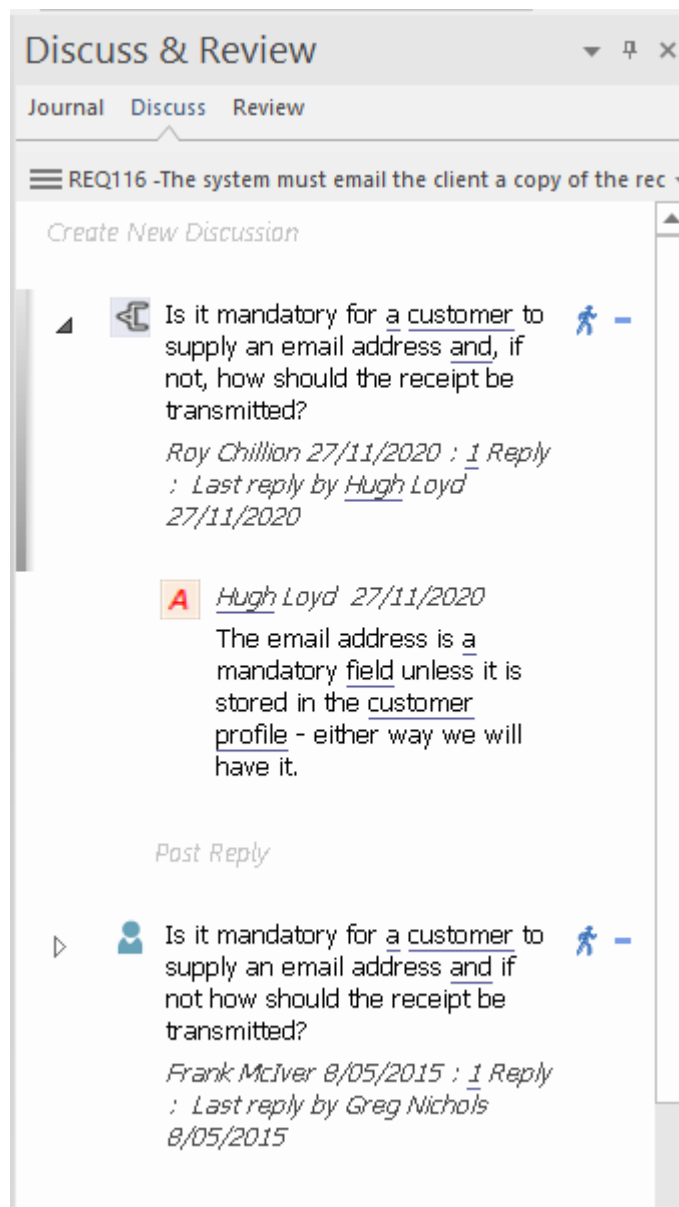 Discuss & Review
Journal Discuss Review
REQ116 -The system must email the client a copy of the rec
Create New Discussion
Is it mandatory for a customer to
supply an email address and, if
not, how should the receipt be
transmitted?
Roy Chillion 27/11/2020 : 1 Reply
: Last reply by Hugh Loyd
27/11/2020
A Hugh Loyd 27/11/2020
The email address is a
mandatory field unless it is
stored in the customer
profile - either way we will
have it.
Post Reply
Is it mandatory for a customer to
supply an email address and if
not how should the receipt be
transmitted?
Frank McIver 8/05/2015 : 1 Reply
: Last reply by Greg Nichols
8/05/2015